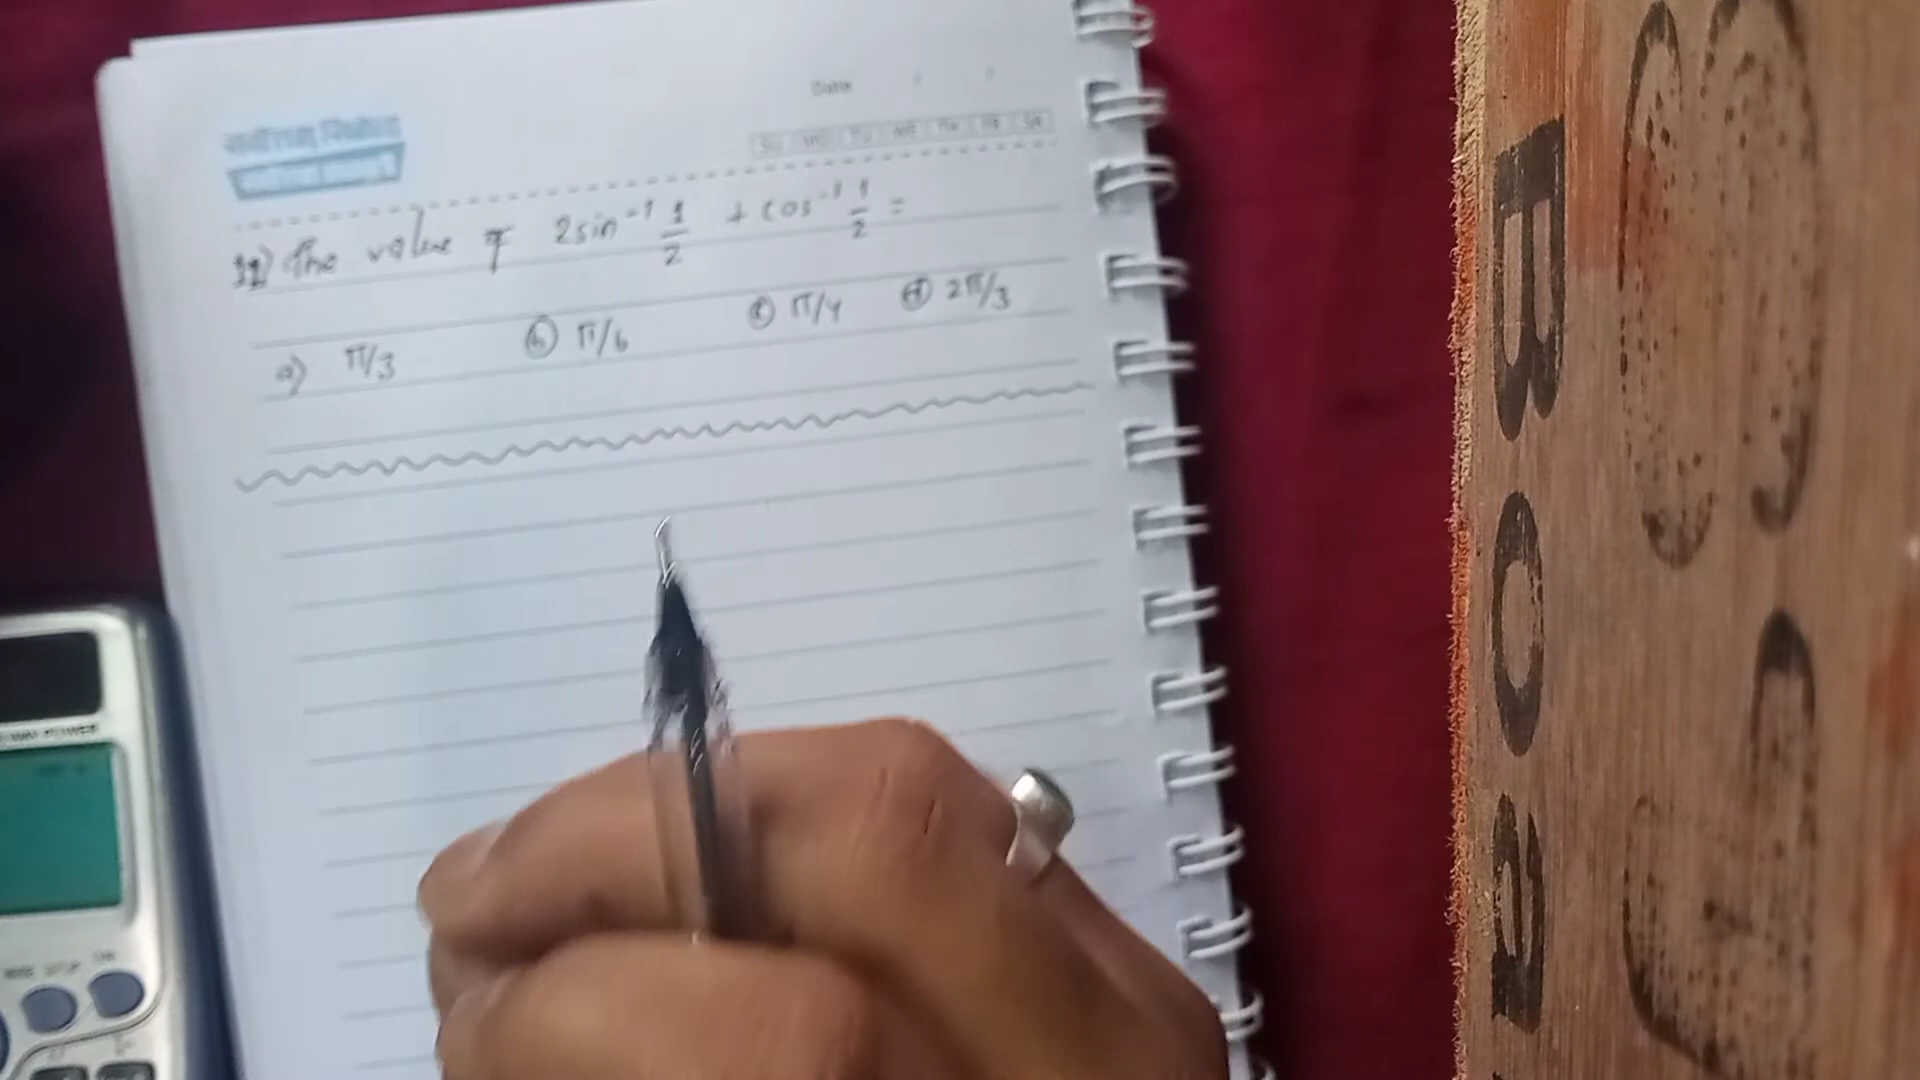 Date / /
SU MO TU WE TH FR SA
The value of 2sin⁻¹ 1/2 + cos⁻¹ 1/2 =
a) π/3 (b) π/6 (c) π/4 (d) 2π/3
Boa